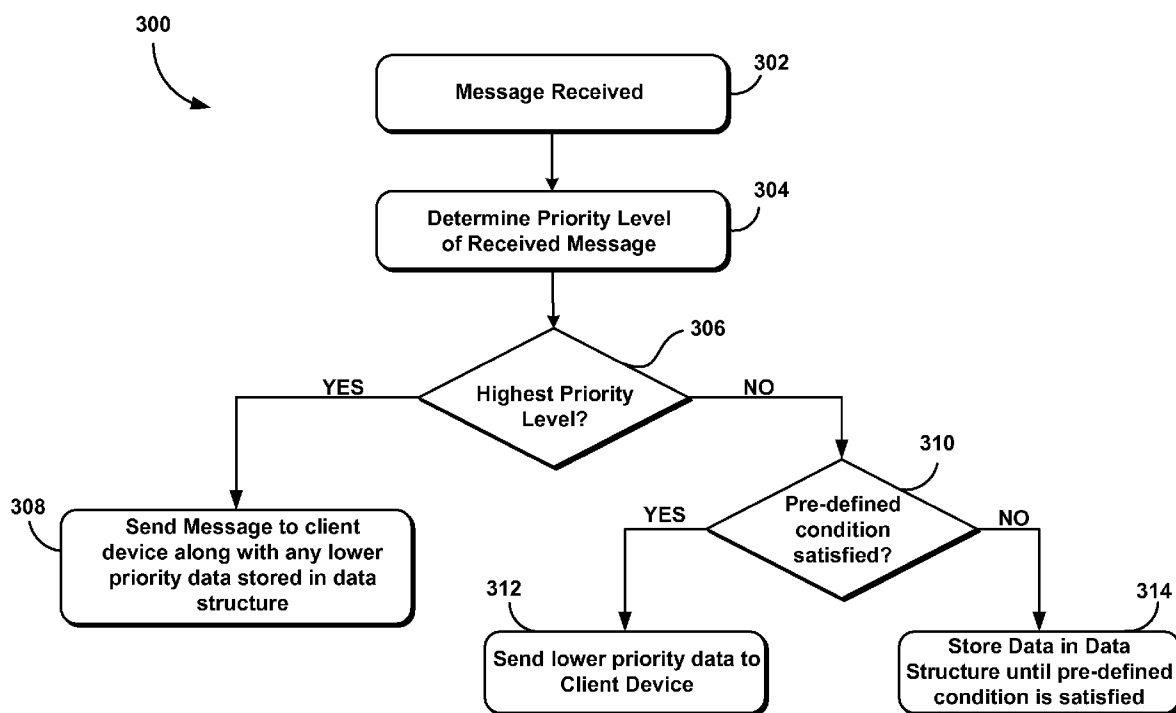 300
302
Message Received
304
Determine Priority Level
of Received Message
306
YES
NO
Highest Priority
Level?
310
308
Send Message to client
device along with any lower
priority data stored in data
structure
YES
NO
Pre-defined
condition
satisfied?
312
Send lower priority data to
Client Device
314
Store Data in Data
Structure until pre-defined
condition is satisfied